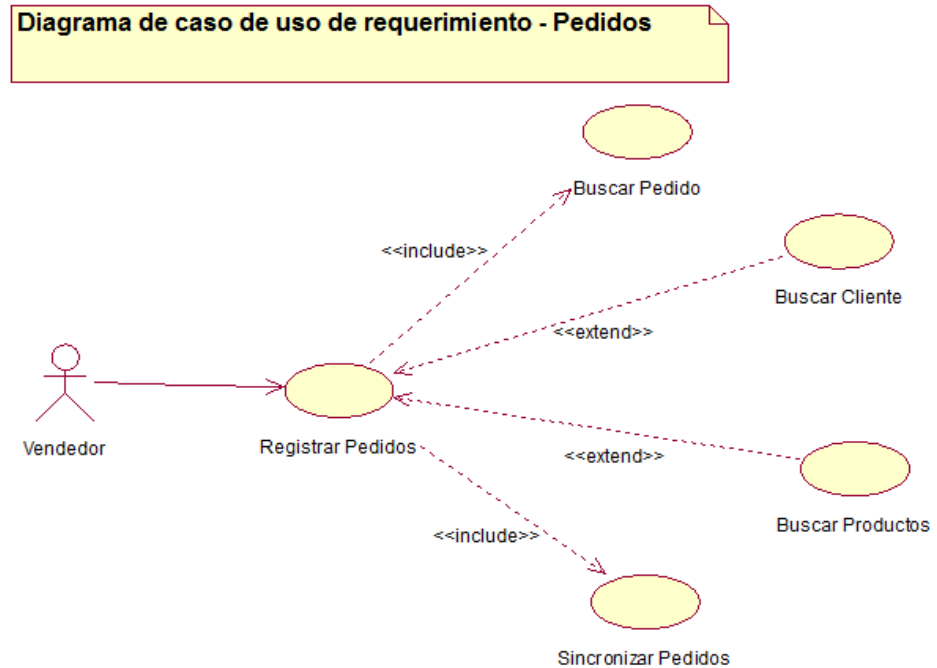 Diagrama de caso de uso de requerimiento - Pedidos
Buscar Pedido
<<include>>
Buscar Cliente
<<extend>>
Vendedor
Registrar Pedidos
<<extend>>
Buscar Productos
<<include>>
Sincronizar Pedidos